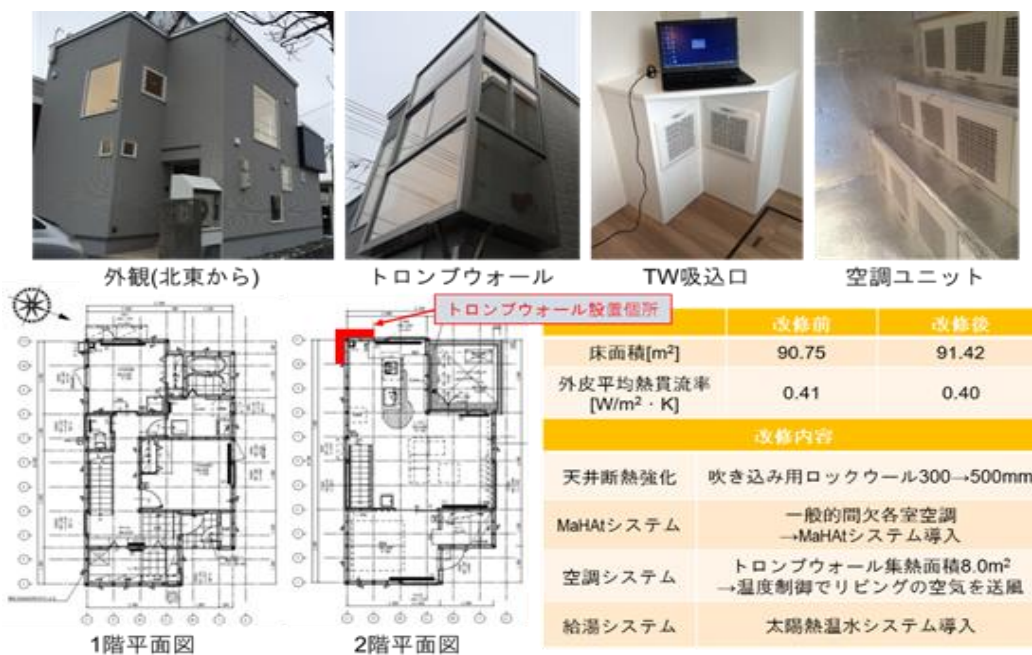 外観(北東から)
トロンブウォール
TW吸込口
空調ユニット
トロンブウォール設置個所
1階平面図
2階平面図
改修前 改修後
床面積[m²] 90.75 91.42
外皮平均熱貫流率
[W/m²・K] 0.41 0.40
改修内容
天井断熱強化 吹き込み用ロックウール300→500mm
MaHAtシステム 一般的間欠各室空調
→MaHAtシステム導入
空調システム トロンブウォール集熱面積8.0m²
→温度制御でリビングの空気を送風
給湯システム 太陽熱温水システム導入